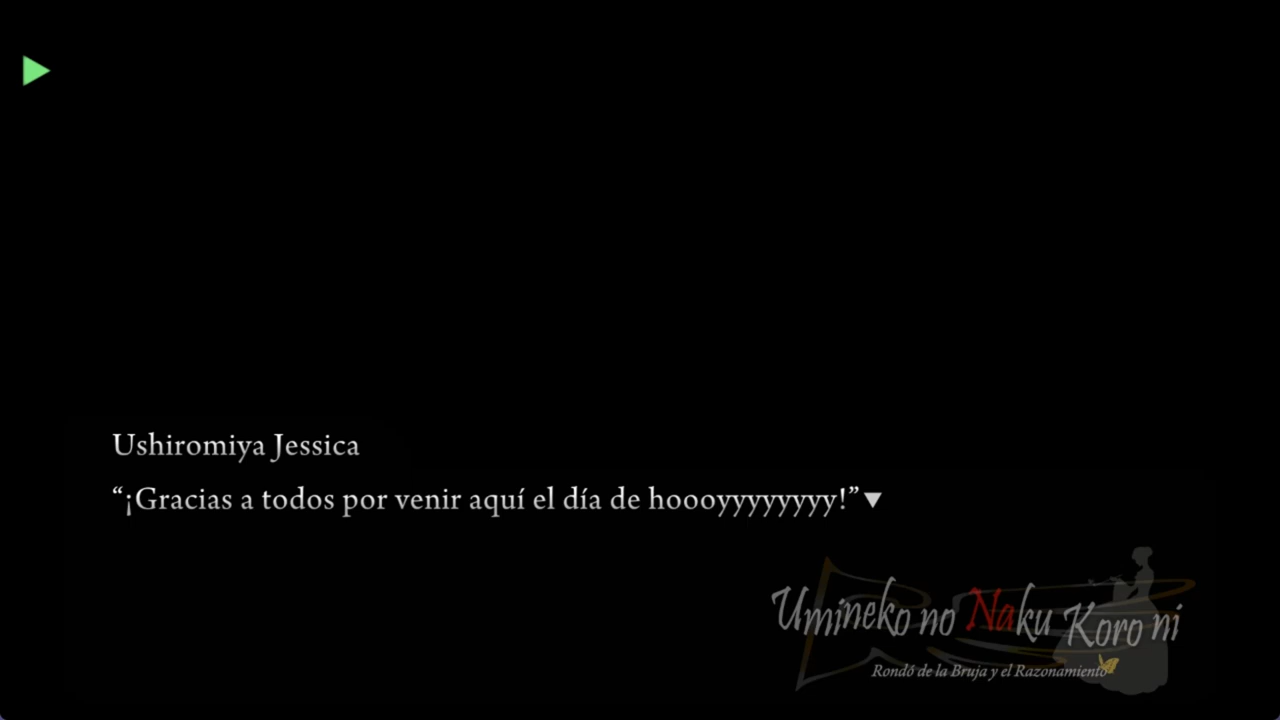 Ushiromiya Jessica
“¡Gracias a todos por venir aquí el día de hoooyyyyyyyy!”
Umineko no Naku Koro ni
Rondó de la Bruja y el Razonamiento